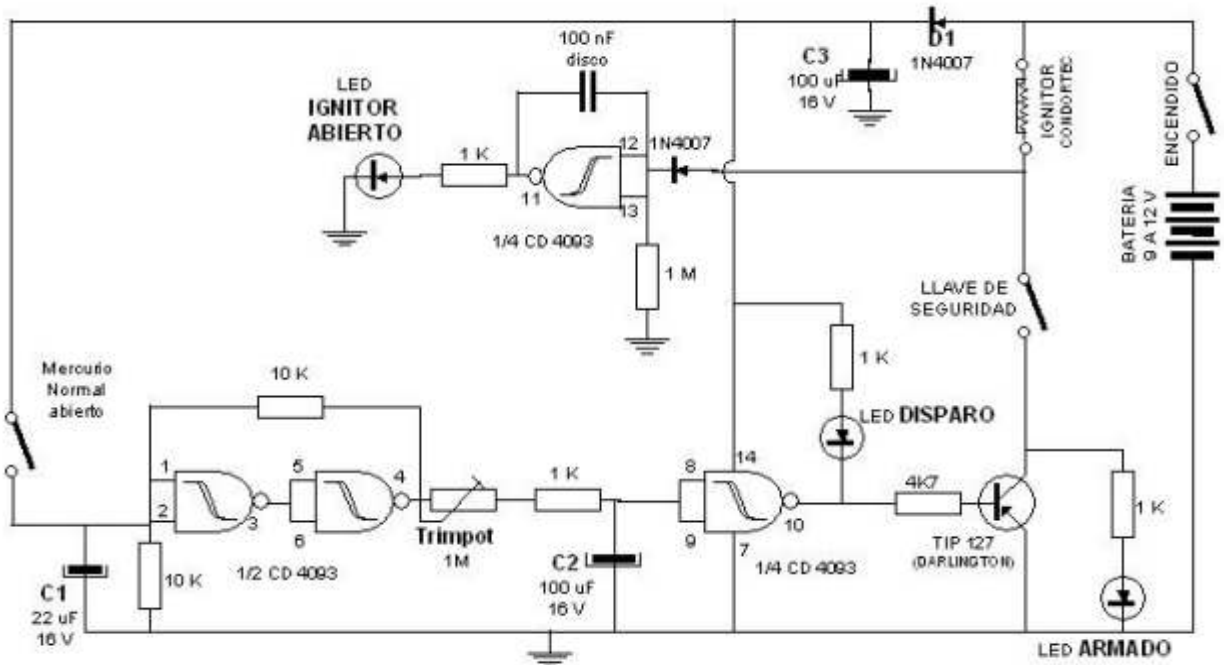 100 nF
disco
LED
IGNITOR
ABIERTO
1 K
11
12
13
1N4007
1/4 CD 4093
1 M
C3
100 uF
16 V
D1
1N4007
IGNITOR
CONDORTEC
ENCENDIDO
BATERIA
9 A 12 V
LLAVE DE
SEGURIDAD
Mercurio
Normal
abierto
10 K
1 K
LED DISPARO
1
2
3
5
6
4
Trimpot
1M
1 K
8
9
14
7
10
4K7
TIP 127
(DARLINGTON)
1 K
C1
22 uF
16 V
10 K
1/2 CD 4093
C2
100 uF
16 V
1/4 CD 4093
LED ARMADO